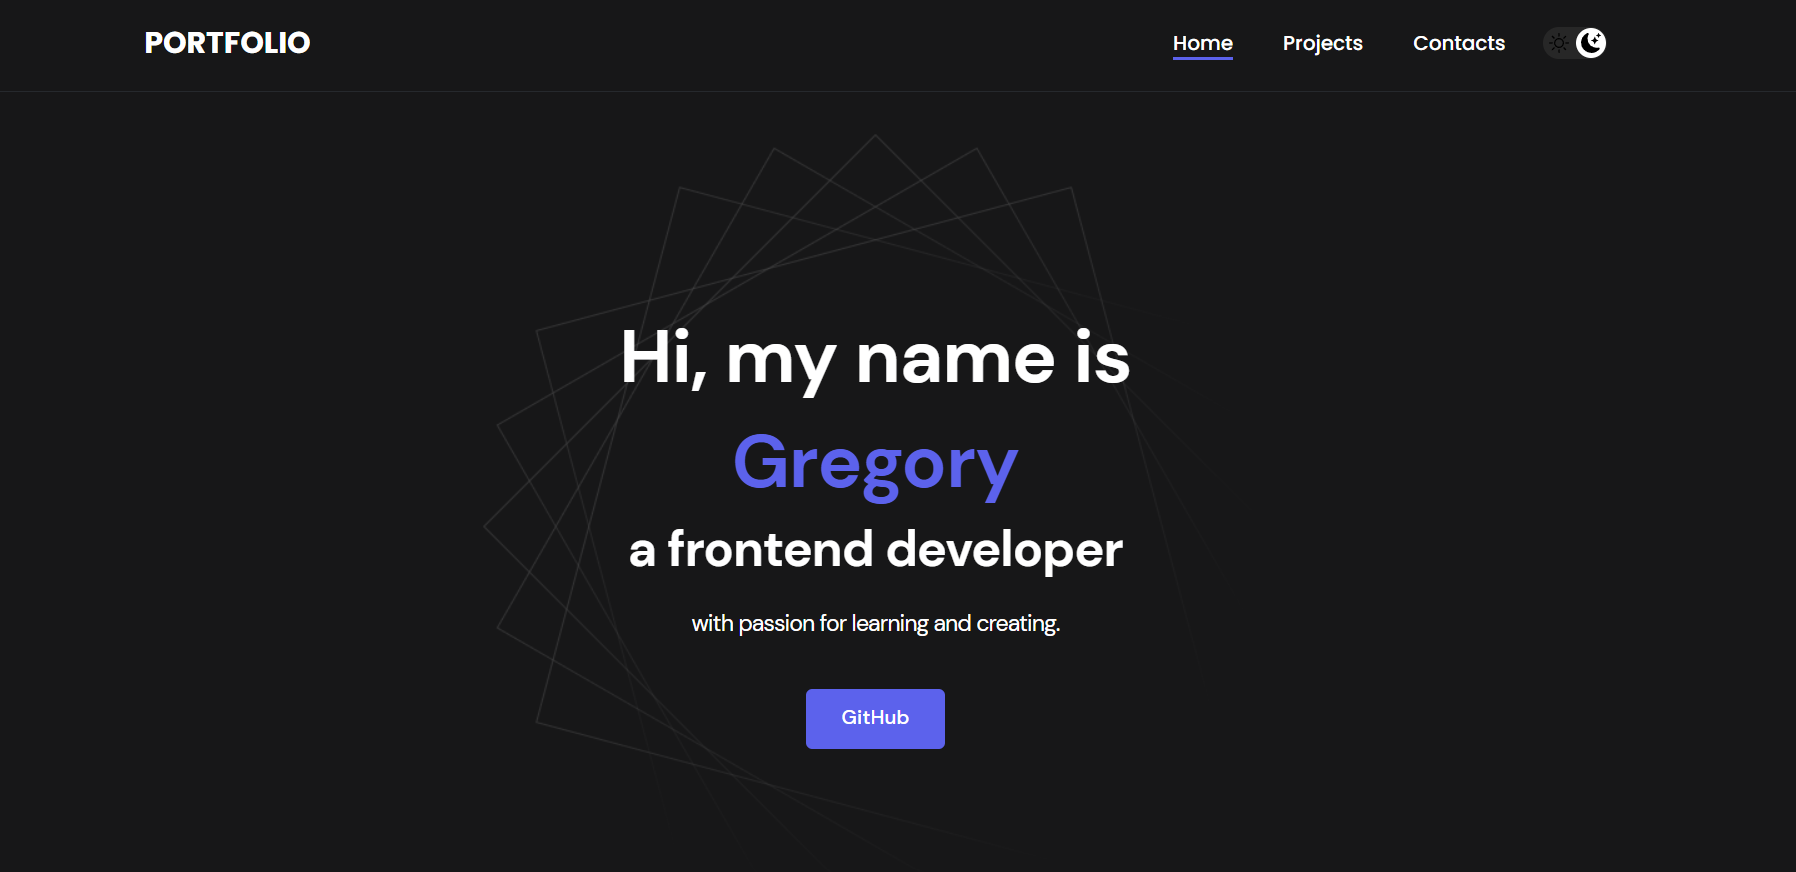 PORTFOLIO
Home Projects Contacts
Hi, my name is
Gregory
a frontend developer
with passion for learning and creating.
GitHub